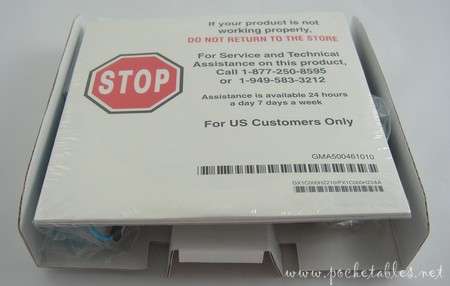 If your product is not
working properly,
DO NOT RETURN TO THE STORE
STOP
For Service and Technical
Assistance on this product,
Call 1-877-250-8595
or 1-949-583-3212
Assistance is available 24 hours
a day 7 days a week
For US Customers Only
GMA500461010
GX1C000HZ210/PX1C000HZ2AA
www.pocketables.net